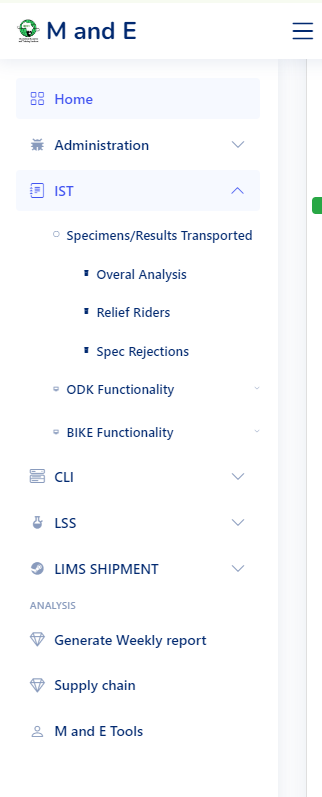 M and E
Home
Administration
IST
Specimens/Results Transported
Overal Analysis
Relief Riders
Spec Rejections
ODK Functionality
BIKE Functionality
CLI
LSS
LIMS SHIPMENT
ANALYSIS
Generate Weekly report
Supply chain
M and E Tools